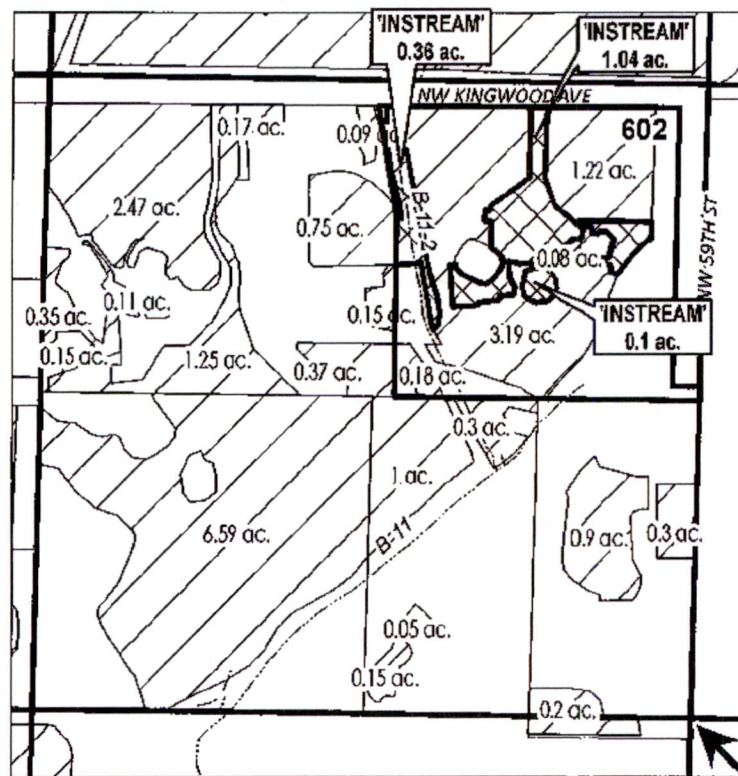 'INSTREAM'
0.36 ac.
'INSTREAM'
1.04 ac.
NW KINGWOOD AVE
602
0.17 ac.
0.09 ac
1.22 ac.
2.47 ac.
0.75 ac.
B-11-2
NW 59TH ST
0.08 ac.
0.11 ac.
0.35 ac.
0.15 ac.
'INSTREAM'
0.1 ac.
3.19 ac.
0.15 ac.
1.25 ac.
0.37 ac.
0.18 ac.
0.3 ac.
1 ac.
6.59 ac.
B-11
0.9 ac.
0.3 ac.
0.05 ac.
0.15 ac.
0.2 ac.